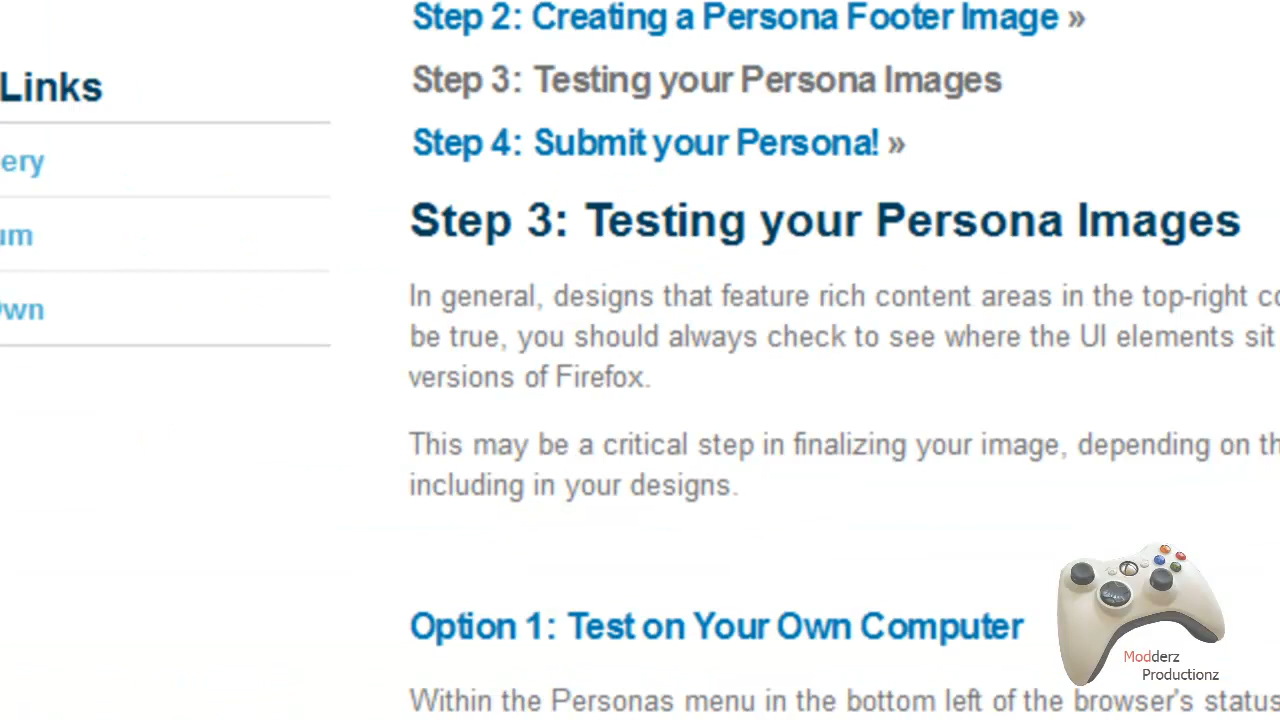 Step 2: Creating a Persona Footer Image »
Links
Step 3: Testing your Persona Images
Step 4: Submit your Persona! »
ery
um
Own
Step 3: Testing your Persona Images
In general, designs that feature rich content areas in the top-right
be true, you should always check to see where the UI elements sit
versions of Firefox.
This may be a critical step in finalizing your image, depending on
including in your designs.
Option 1: Test on Your Own Computer
Within the Personas menu in the bottom left of the browser's status
Modderz
Productionz